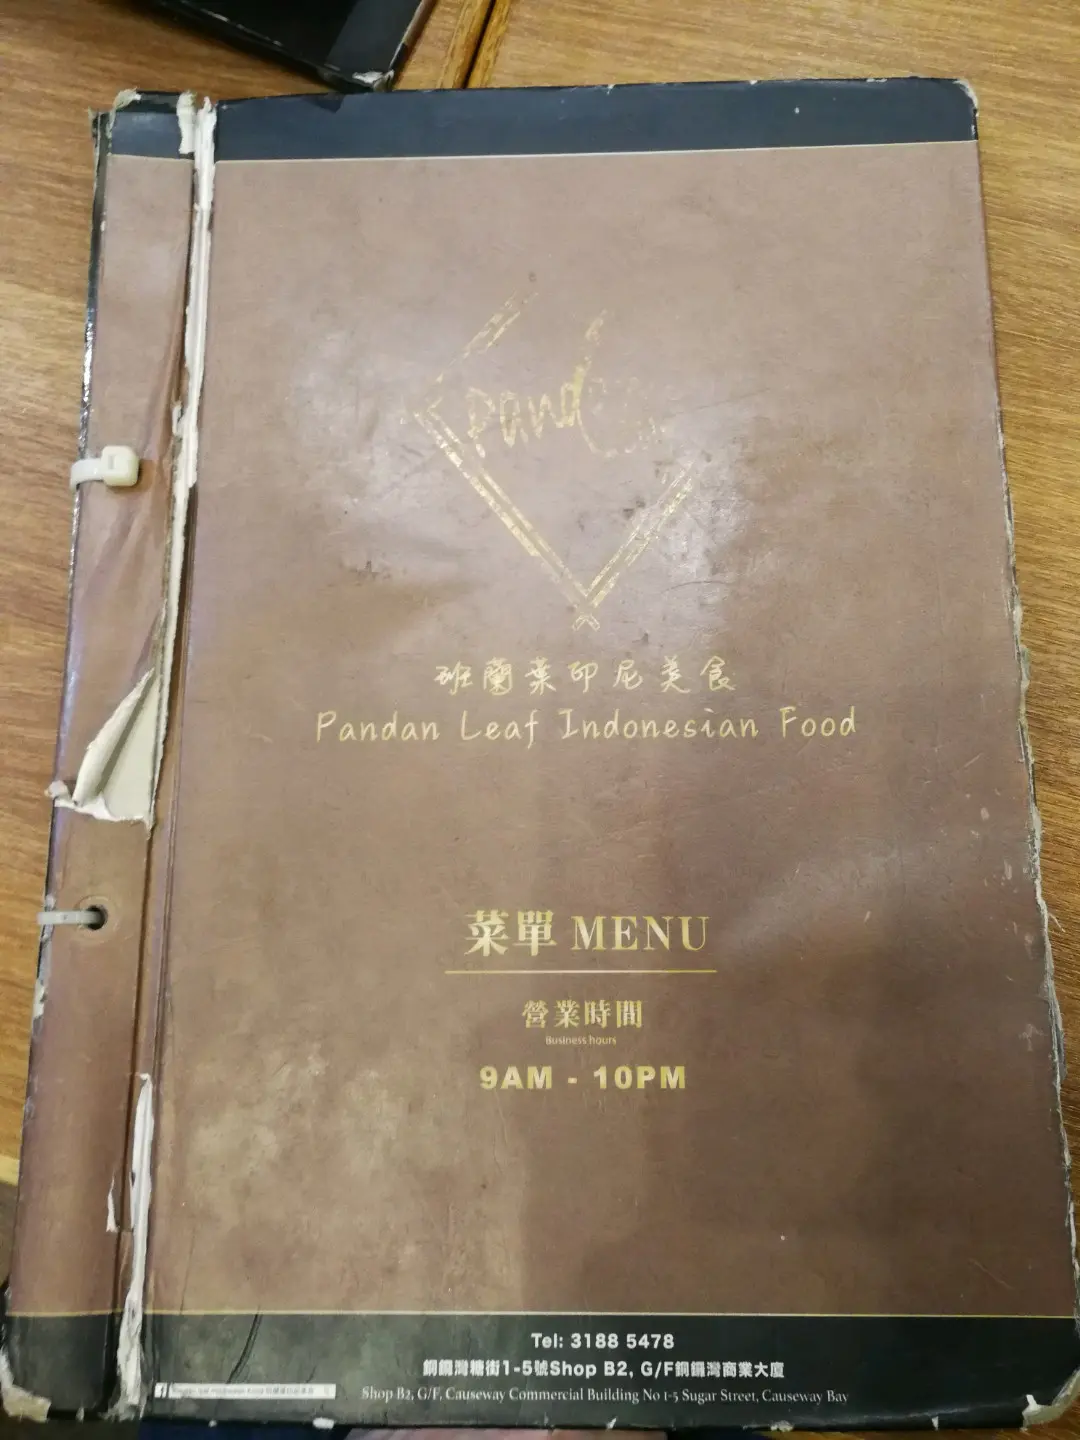 pand
班蘭葉印尼美食
Pandan Leaf Indonesian Food
菜單 MENU
營業時間
Business hours
9AM - 10PM
Tel: 3188 5478
銅鑼灣糖街1-5號Shop B2, G/F銅鑼灣商業大廈
Shop B2, G/F, Causeway Commercial Building No 1-5 Sugar Street, Causeway Bay